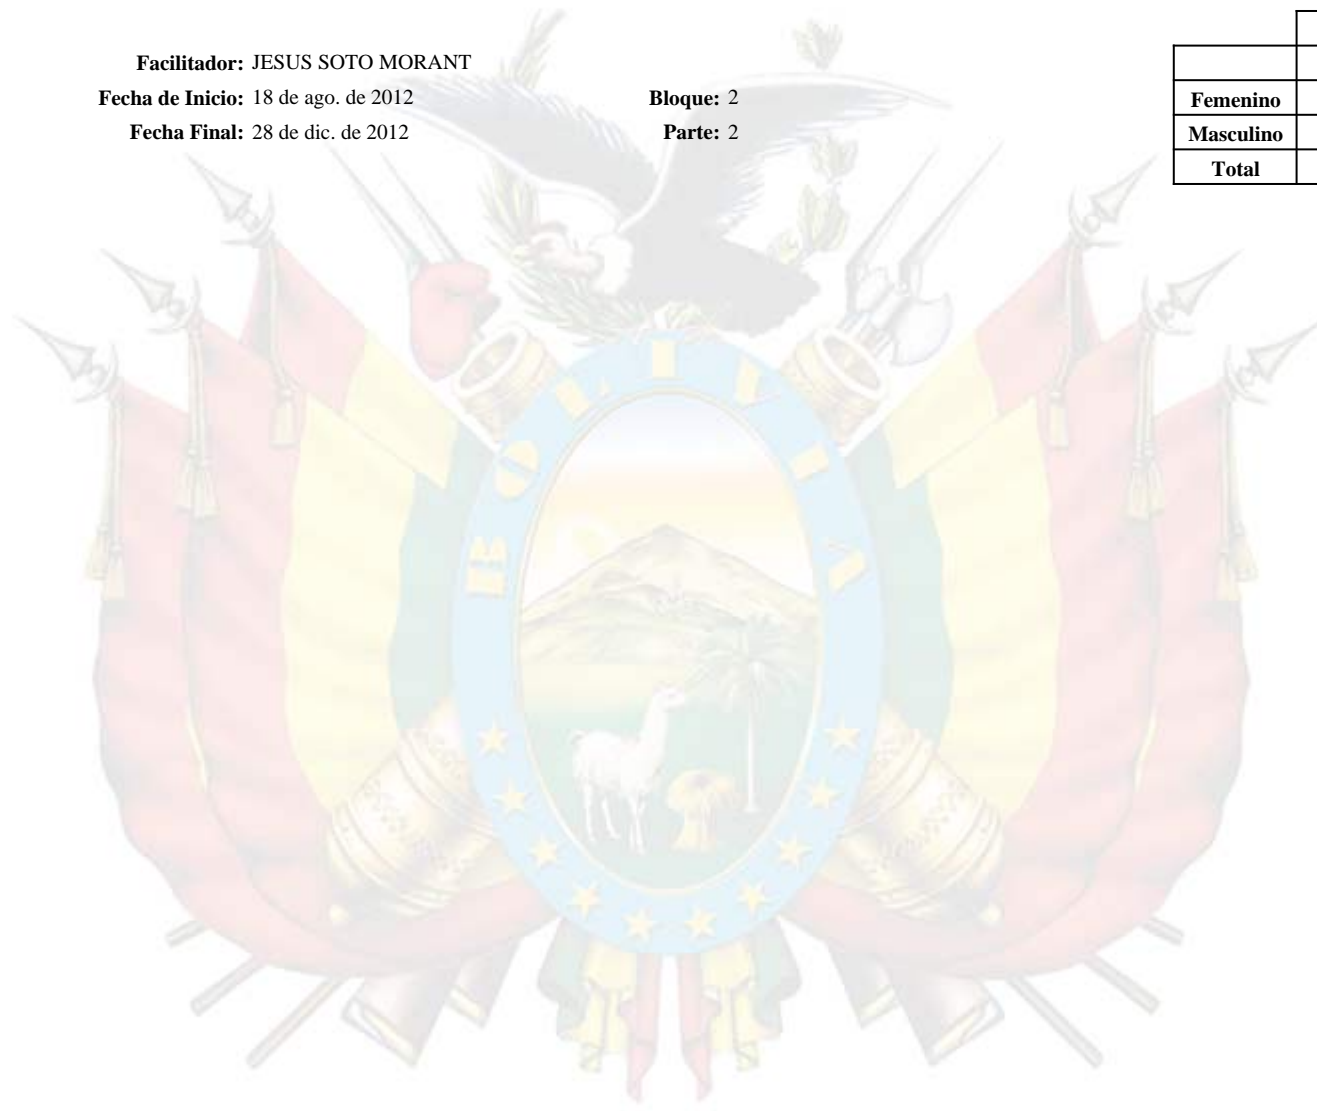 Facilitador: JESUS SOTO MORANT
Fecha de Inicio: 18 de ago. de 2012 Bloque: 2
Fecha Final: 28 de dic. de 2012 Parte: 2
Femenino
Masculino
Total
BOLIVIA